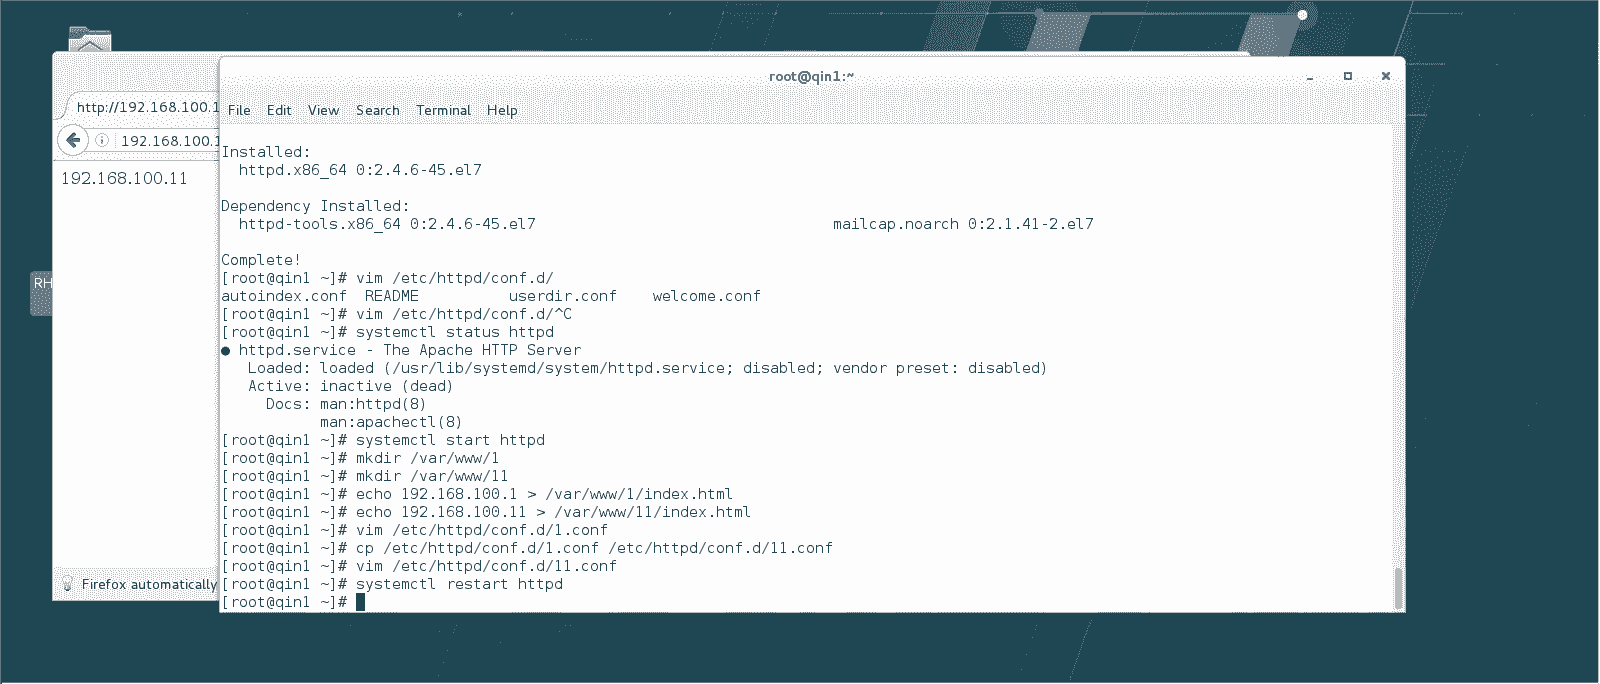 root@qin1:~
http://192.168.100.1
File Edit View Search Terminal Help
192.168.100.1
192.168.100.11
RH
Firefox automatically
Installed:
  httpd.x86_64 0:2.4.6-45.el7
Dependency Installed:
  httpd-tools.x86_64 0:2.4.6-45.el7                                 mailcap.noarch 0:2.1.41-2.el7
Complete!
[root@qin1 ~]# vim /etc/httpd/conf.d/
autoindex.conf  README          userdir.conf    welcome.conf
[root@qin1 ~]# vim /etc/httpd/conf.d/^C
[root@qin1 ~]# systemctl status httpd
● httpd.service - The Apache HTTP Server
   Loaded: loaded (/usr/lib/systemd/system/httpd.service; disabled; vendor preset: disabled)
   Active: inactive (dead)
     Docs: man:httpd(8)
           man:apachectl(8)
[root@qin1 ~]# systemctl start httpd
[root@qin1 ~]# mkdir /var/www/1
[root@qin1 ~]# mkdir /var/www/11
[root@qin1 ~]# echo 192.168.100.1 > /var/www/1/index.html
[root@qin1 ~]# echo 192.168.100.11 > /var/www/11/index.html
[root@qin1 ~]# vim /etc/httpd/conf.d/1.conf
[root@qin1 ~]# cp /etc/httpd/conf.d/1.conf /etc/httpd/conf.d/11.conf
[root@qin1 ~]# vim /etc/httpd/conf.d/11.conf
[root@qin1 ~]# systemctl restart httpd
[root@qin1 ~]#